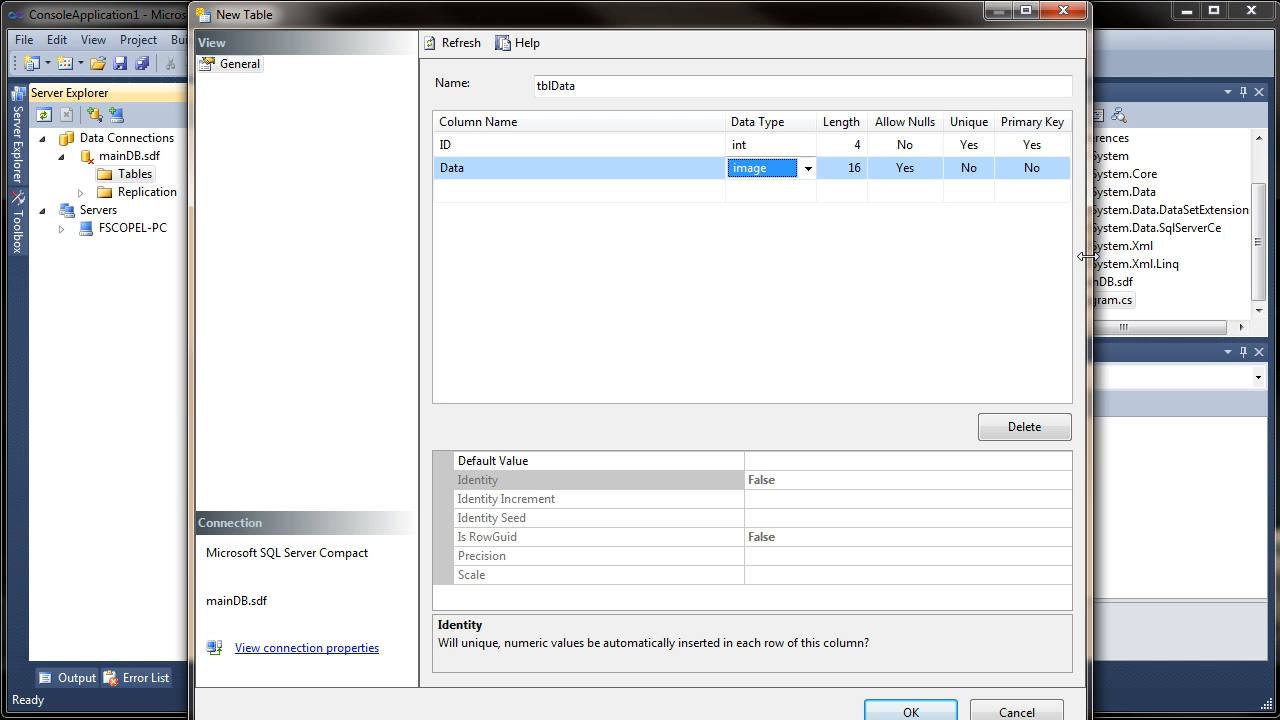 ConsoleApplication1 - Micros
New Table
File Edit View Project Bu
View
General
Refresh Help
Name: tblData
Server Explorer
Server Explorer
Toolbox
Data Connections
mainDB.sdf
Tables
Replication
Servers
FSCOPEL-PC
Column Name Data Type Length Allow Nulls Unique Primary Key
ID int 4 No Yes Yes
Data image 16 Yes No No
Delete
Default Value
Identity False
Identity Increment
Identity Seed
Is RowGuid False
Precision
Scale
Identity
Will unique, numeric values be automatically inserted in each row of this column?
Connection
Microsoft SQL Server Compact
mainDB.sdf
View connection properties
OK Cancel
erences
System
System.Core
System.Data
System.Data.DataSetExtension
System.Data.SqlServerCe
System.Xml
System.Xml.Linq
nDB.sdf
gram.cs
Output Error List
Ready